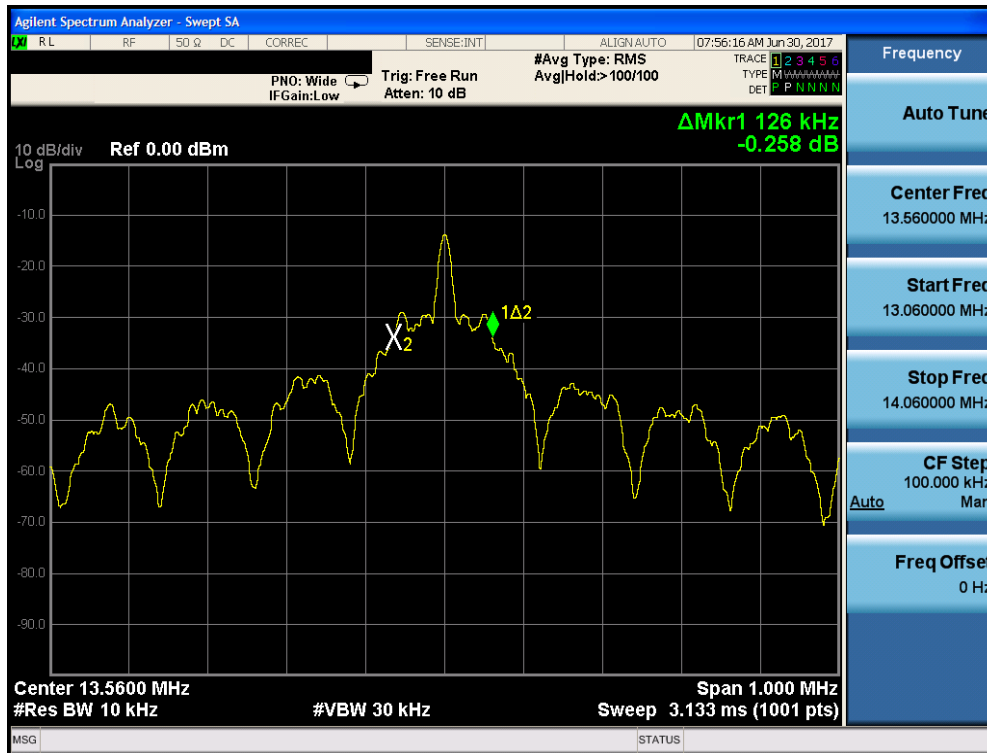 Agilent Spectrum Analyzer - Swept SA
LXI RL RF 50 Ω DC CORREC SENSE:INT ALIGN AUTO 07:56:16 AM Jun 30, 2017
Frequency
PNO: Wide
IFGain:Low
Trig: Free Run
Atten: 10 dB
#Avg Type: RMS
Avg|Hold:>100/100
TRACE 1 2 3 4 5 6
TYPE M
DET P P N N N N
Auto Tune
ΔMkr1 126 kHz
-0.258 dB
10 dB/div Ref 0.00 dBm
Log
-10.0
-20.0
-30.0
-40.0
-50.0
-60.0
-70.0
-80.0
-90.0
1Δ2
X2
Center Freq
13.560000 MHz
Start Freq
13.060000 MHz
Stop Freq
14.060000 MHz
CF Step
100.000 kHz
Auto Man
Freq Offset
0 Hz
Center 13.5600 MHz Span 1.000 MHz
#Res BW 10 kHz #VBW 30 kHz Sweep 3.133 ms (1001 pts)
MSG STATUS